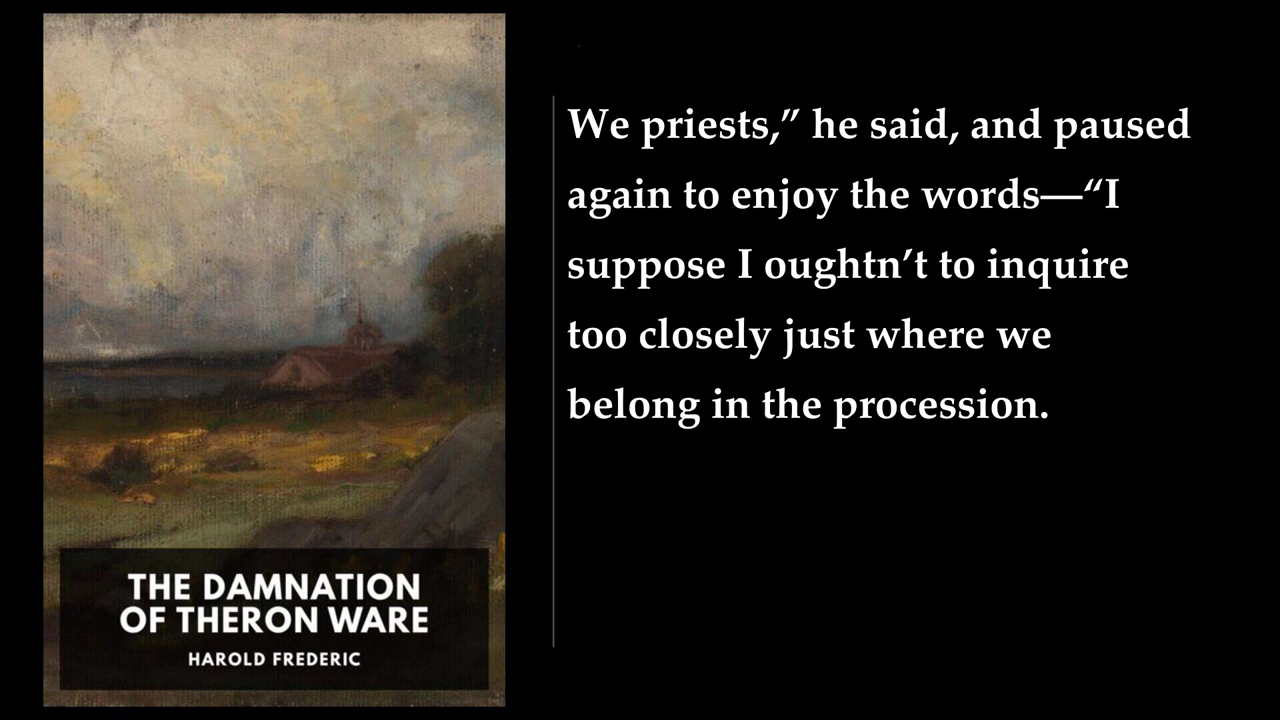 We priests,” he said, and paused
again to enjoy the words—“I
suppose I oughtn’t to inquire
too closely just where we
belong in the procession.
THE DAMNATION
OF THERON WARE
HAROLD FREDERIC